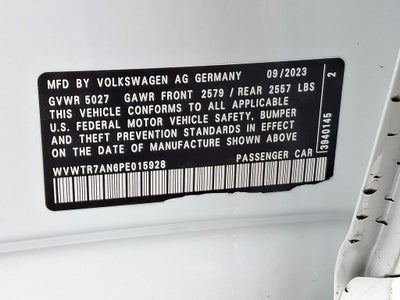 MFD BY VOLKSWAGEN AG GERMANY 09/2023
GVWR 5027 GAWR FRONT 2579 / REAR 2557 LBS
THIS VEHICLE CONFORMS TO ALL APPLICABLE
U.S. FEDERAL MOTOR VEHICLE SAFETY, BUMPER
AND THEFT PREVENTION STANDARDS IN EFFECT
ON THE DATE OF MANUFACTURE SHOWN ABOVE
WVWTR7AN6PE015928 PASSENGER CAR
3940145 2